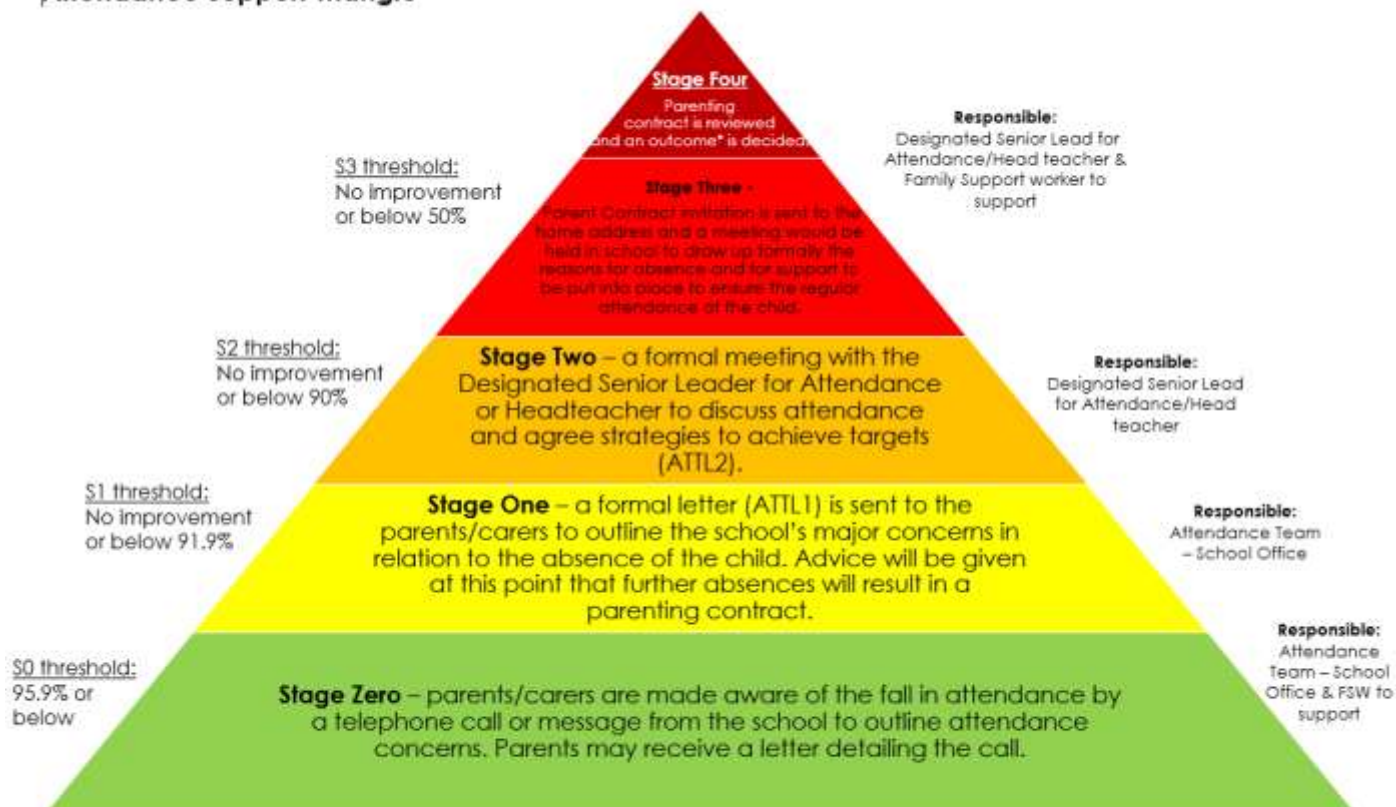 Attendance Support Triangle
Stage Four
Parenting
contract is reviewed
and an outcome* is decided
Responsible:
Designated Senior Lead for
Attendance/Head teacher &
Family Support worker to
support
S3 threshold:
No improvement
or below 50%
Stage Three -
Parent Contract invitation is sent to the
home address and a meeting would be
held in school to draw up formally the
reasons for absence and for support to
be put into place to ensure the regular
attendance of the child.
S2 threshold:
No improvement
or below 90%
Stage Two – a formal meeting with the
Designated Senior Leader for Attendance
or Headteacher to discuss attendance
and agree strategies to achieve targets
(ATTL2).
Responsible:
Designated Senior Lead
for Attendance/Head
teacher
S1 threshold:
No improvement
or below 91.9%
Stage One – a formal letter (ATTL1) is sent to the
parents/carers to outline the school's major concerns in
relation to the absence of the child. Advice will be given
at this point that further absences will result in a
parenting contract.
Responsible:
Attendance Team
– School Office
S0 threshold:
95.9% or
below
Stage Zero – parents/carers are made aware of the fall in attendance by
a telephone call or message from the school to outline attendance
concerns. Parents may receive a letter detailing the call.
Responsible:
Attendance
Team – School
Office & FSW to
support